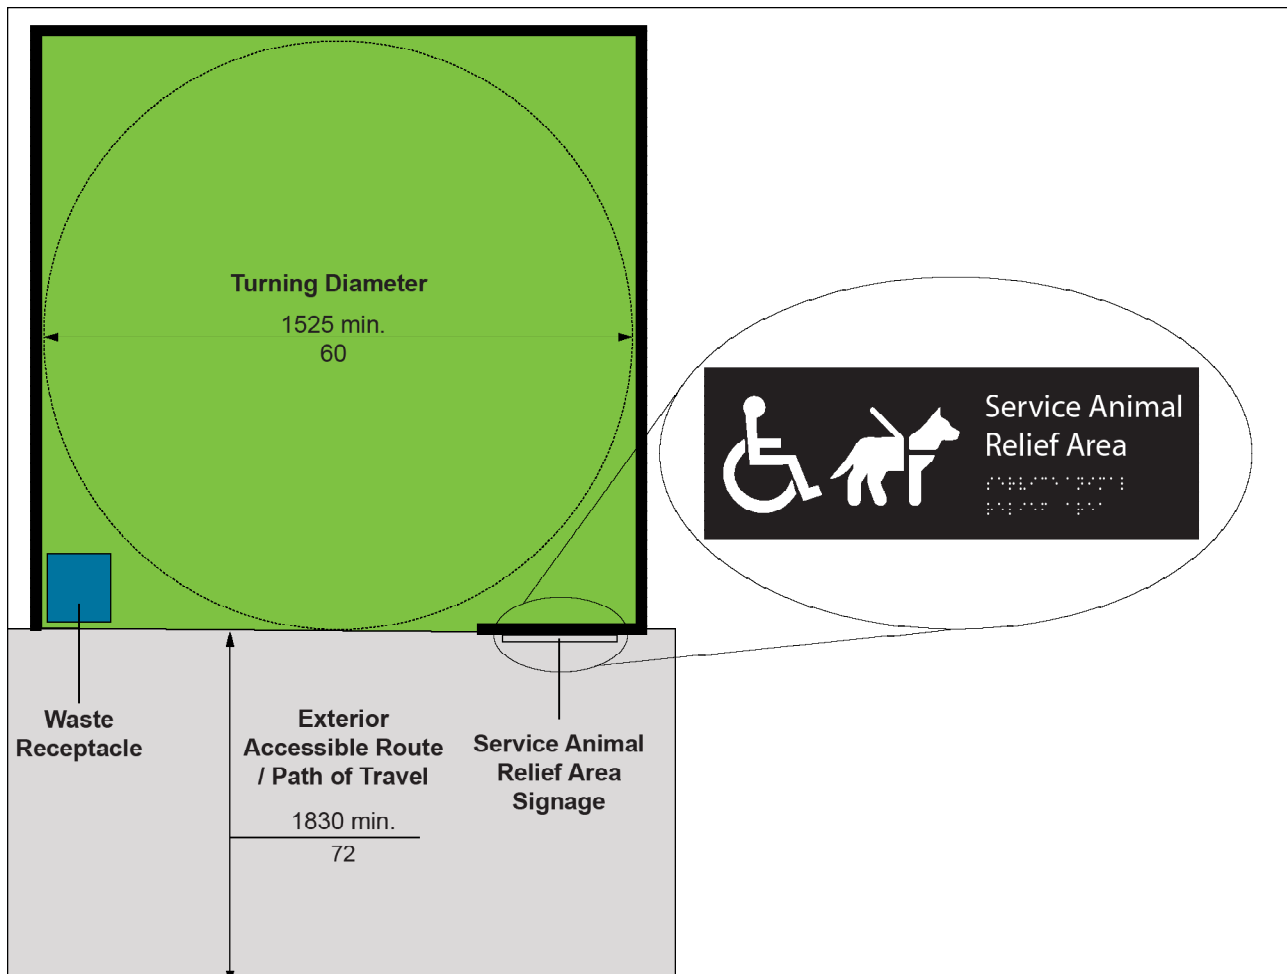 Turning Diameter
1525 min.
60
Service Animal
Relief Area
Waste
Receptacle
Exterior
Accessible Route
/ Path of Travel
1830 min.
72
Service Animal
Relief Area
Signage